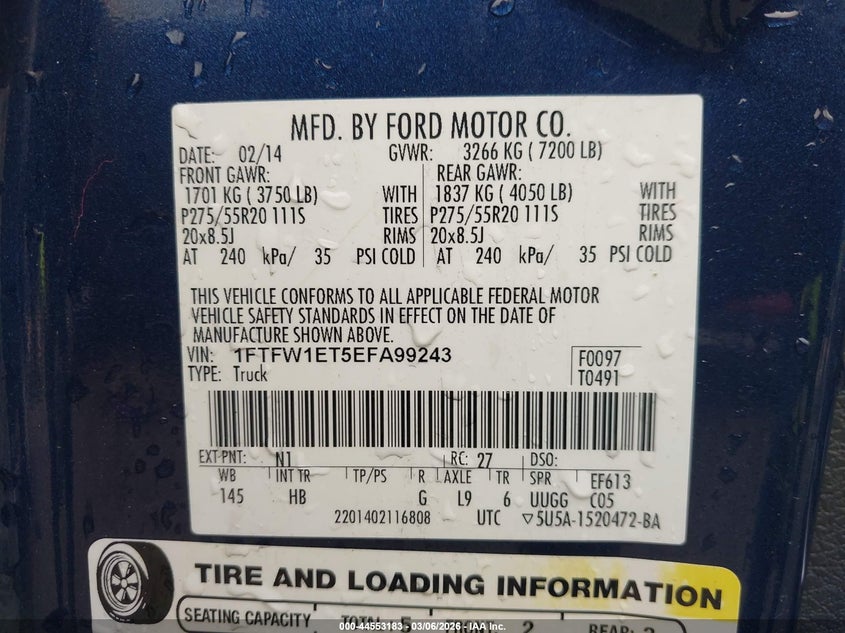 MFD. BY FORD MOTOR CO.
DATE: 02/14 GVWR: 3266 KG ( 7200 LB)
FRONT GAWR: REAR GAWR:
1701 KG ( 3750 LB) WITH 1837 KG ( 4050 LB) WITH
P275/55R20 111S TIRES P275/55R20 111S TIRES
20x8.5J RIMS 20x8.5J RIMS
AT 240 kPa/ 35 PSI COLD AT 240 kPa/ 35 PSI COLD
THIS VEHICLE CONFORMS TO ALL APPLICABLE FEDERAL MOTOR
VEHICLE SAFETY STANDARDS IN EFFECT ON THE DATE OF
MANUFACTURE SHOWN ABOVE.
VIN: 1FTFW1ET5EFA99243 F0097
TYPE: Truck T0491
EXT PNT: N1 RC: 27 DSO:
WB INT TR TP/PS R AXLE TR SPR EF613
145 HB G L9 6 UUGG C05
2201402116808 UTC ▽5U5A-1520472-BA
TIRE AND LOADING INFORMATION
SEATING CAPACITY TOTAL 5 2 REAR:
000-44553183 - 03/06/2026 - IAA Inc.